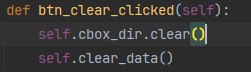 def btn_clear_clicked(self):
    self.cbox_dir.clear()
    self.clear_data()